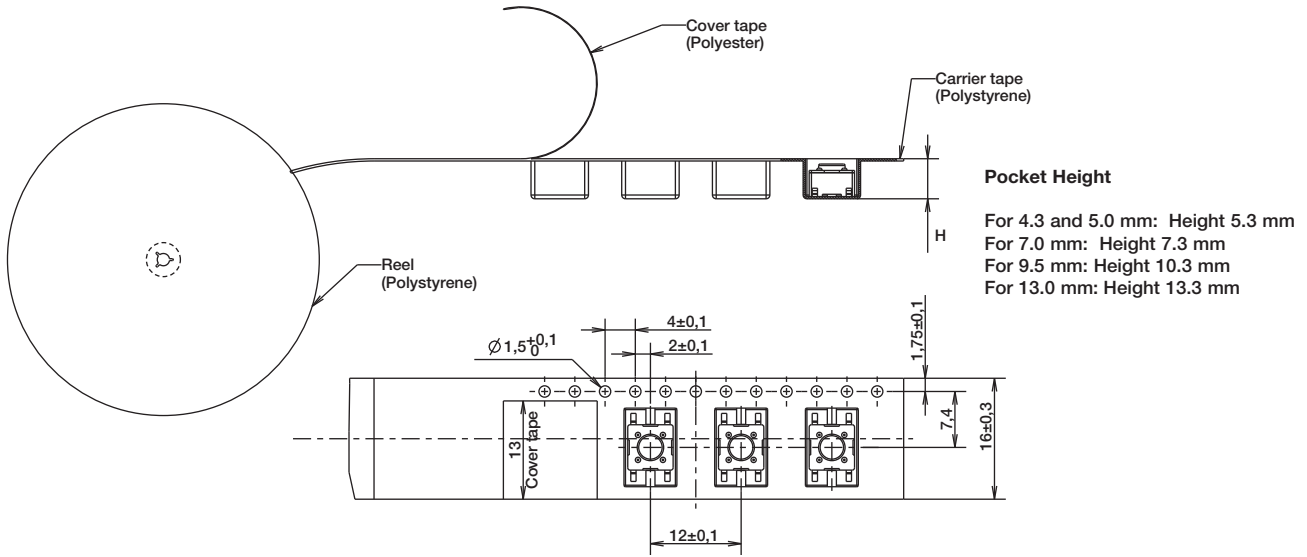 Cover tape
(Polyester)
Carrier tape
(Polystyrene)
Pocket Height
For 4.3 and 5.0 mm: Height 5.3 mm
For 7.0 mm: Height 7.3 mm
For 9.5 mm: Height 10.3 mm
For 13.0 mm: Height 13.3 mm
H
Reel
(Polystyrene)
4±0,1
2±0,1
Ø1,5+0,1 0
1,75±0,1
7,4
16±0,3
13
Cover tape
12±0,1